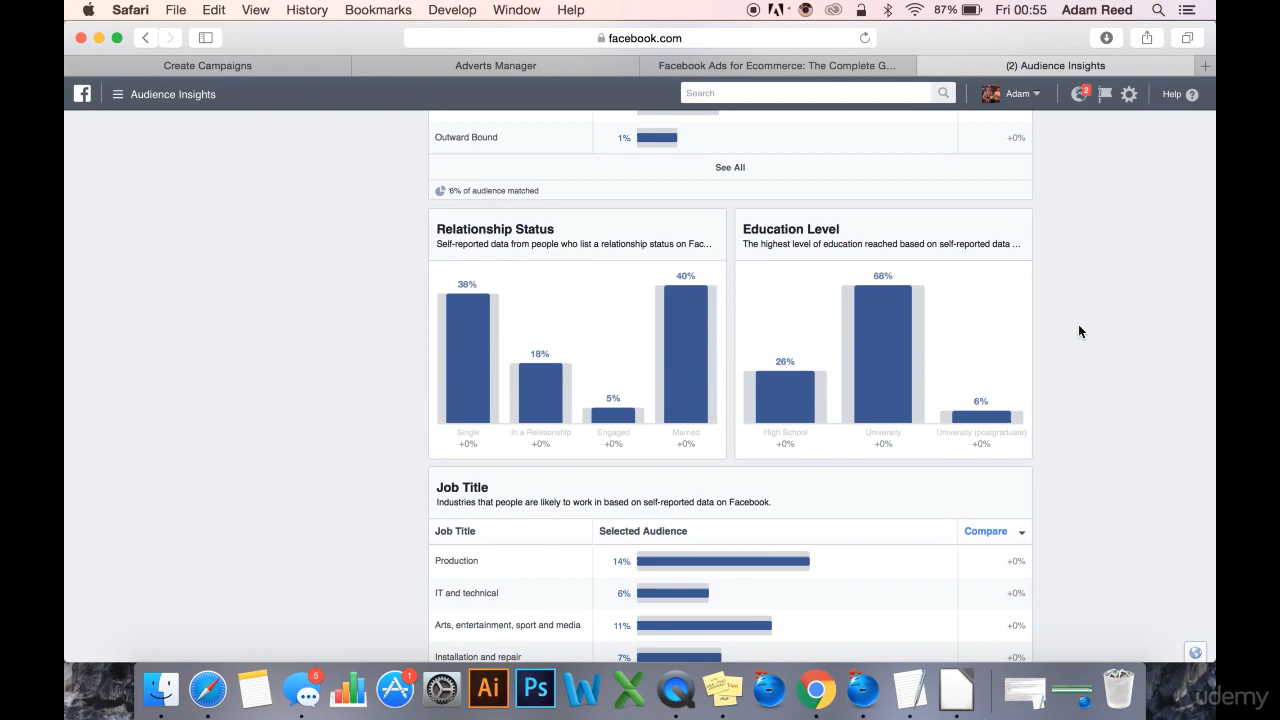 Safari File Edit View History Bookmarks Develop Window Help 87% Fri 00:55 Adam Reed
facebook.com
Create Campaigns Adverts Manager Facebook Ads for Ecommerce: The Complete G... (2) Audience Insights
Audience Insights Search Adam 2 Help
Outward Bound 1% +0%
See All
6% of audience matched
Relationship Status
Self-reported data from people who list a relationship status on Fac...
38% 18% 5% 40%
Single In a Relationship Engaged Married
+0% +0% +0% +0%
Education Level
The highest level of education reached based on self-reported data ...
26% 68% 6%
High School University University (postgraduate)
+0% +0% +0%
Job Title
Industries that people are likely to work in based on self-reported data on Facebook.
Job Title Selected Audience Compare
Production 14% +0%
IT and technical 6% +0%
Arts, entertainment, sport and media 11% +0%
Installation and repair 7% +0%
5 1 Ai Ps
udemy